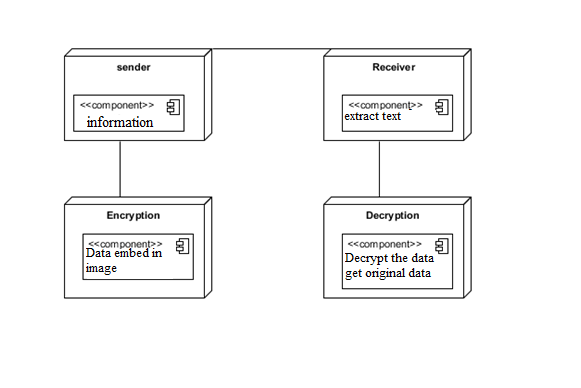 sender
<<component>>
information
Receiver
<<component>>
extract text
Encryption
<<component>>
Data embed in
image
Decryption
<<component>>
Decrypt the data
get original data